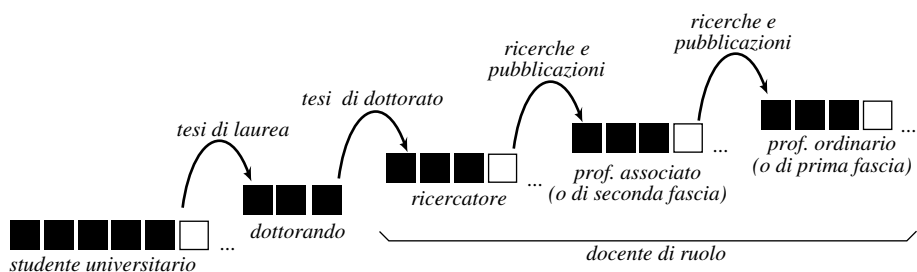 ricerche e
pubblicazioni
ricerche e
pubblicazioni
tesi di dottorato
tesi di laurea
...
prof. ordinario
(o di prima fascia)
...
prof. associato
(o di seconda fascia)
...
ricercatore
dottorando
...
studente universitario
docente di ruolo